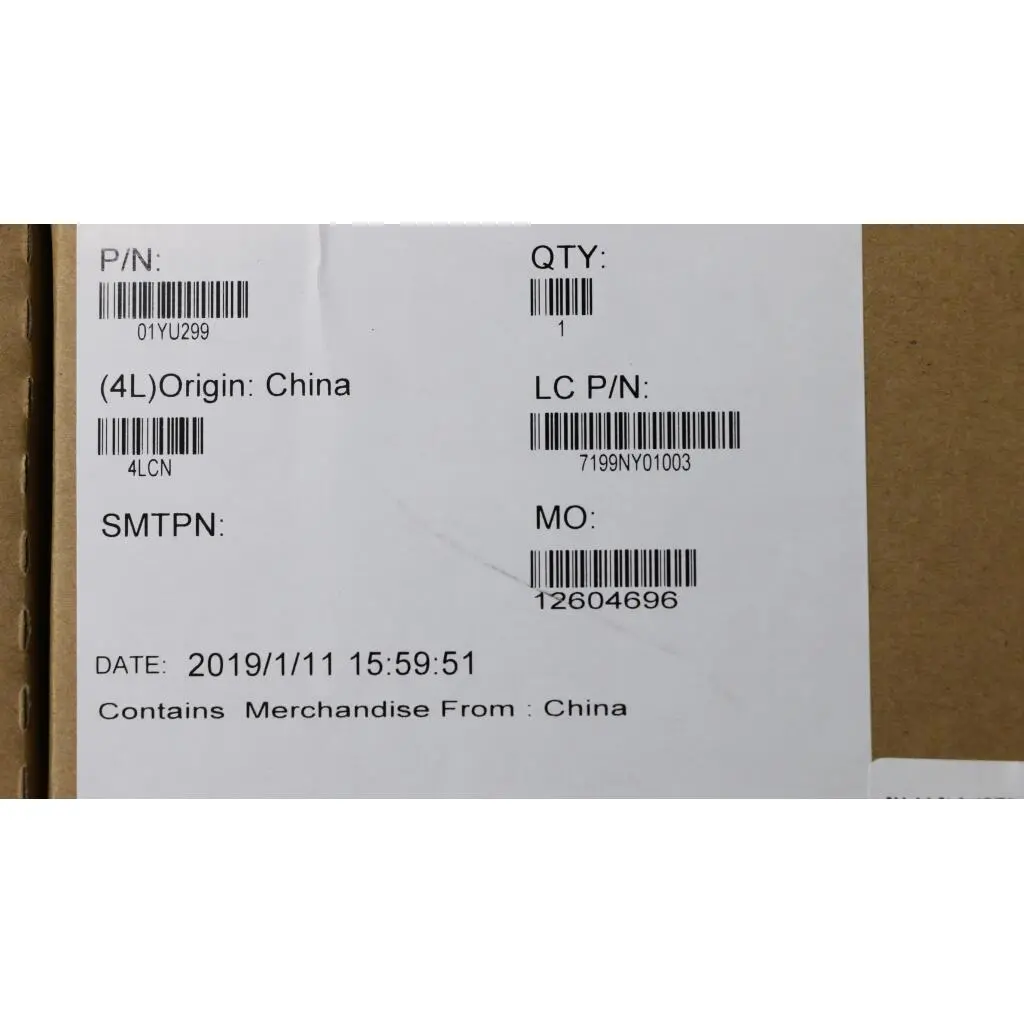 P/N:
01YU299
QTY:
1
(4L)Origin: China
4LCN
LC P/N:
7199NY01003
SMTPN:
MO:
12604696
DATE: 2019/1/11 15:59:51
Contains Merchandise From : China